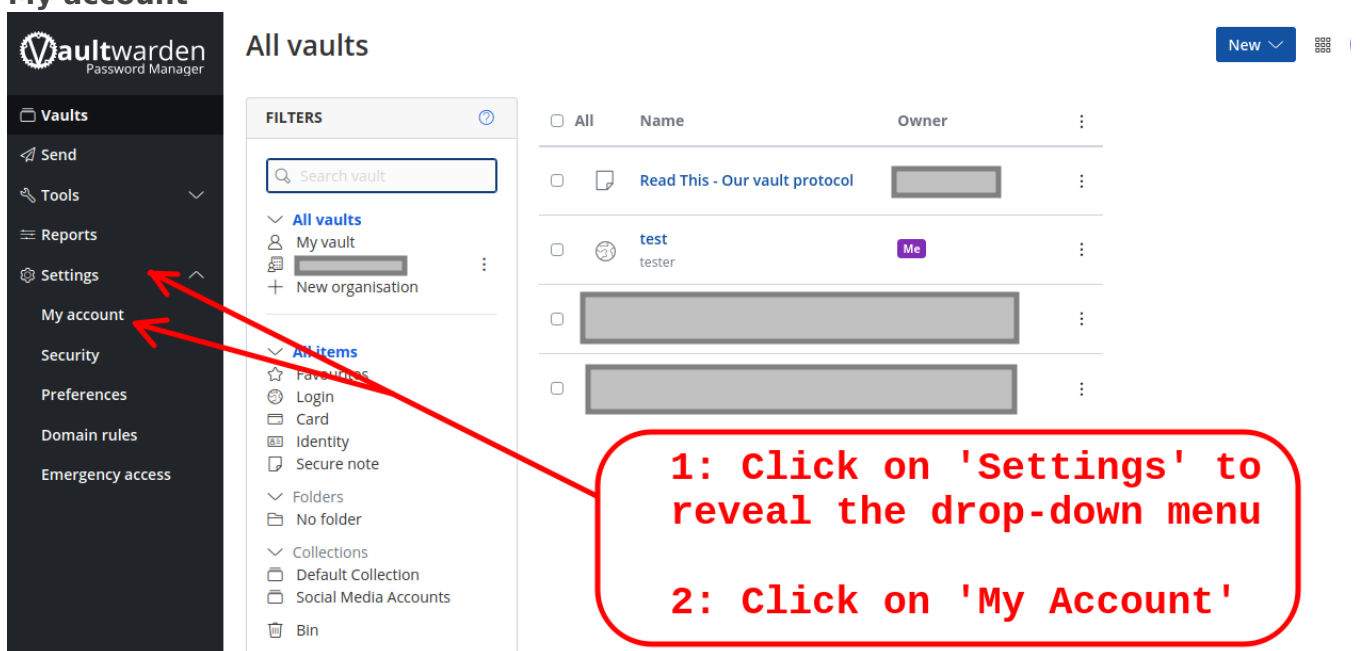 My account
Vaultwarden
Password Manager
Vaults
Send
Tools
Reports
Settings
My account
Security
Preferences
Domain rules
Emergency access
All vaults
New
FILTERS
Search vault
All vaults
My vault
New organisation
All items
Favourites
Login
Card
Identity
Secure note
Folders
No folder
Collections
Default Collection
Social Media Accounts
Bin
All Name Owner
Read This - Our vault protocol
test Me
tester
1: Click on 'Settings' to
reveal the drop-down menu
2: Click on 'My Account'